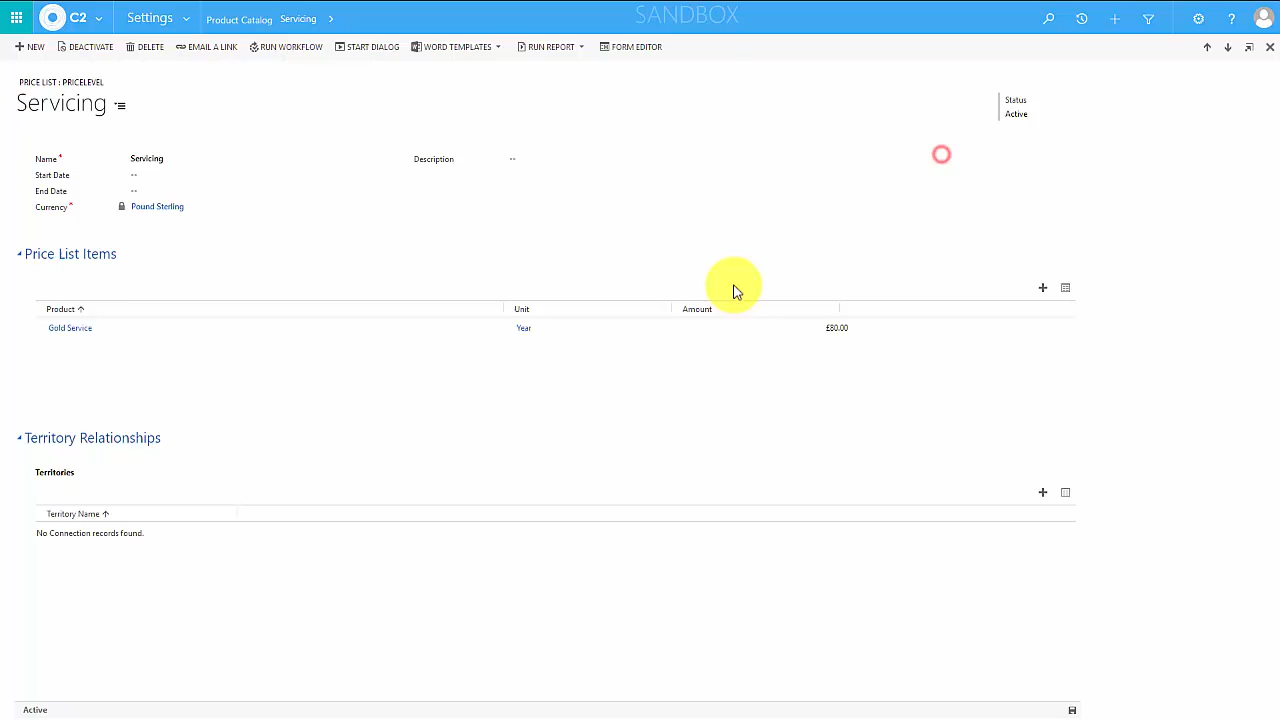 C2 Settings Product Catalog Servicing SANDBOX ?
NEW DEACTIVATE DELETE EMAIL A LINK RUN WORKFLOW START DIALOG WORD TEMPLATES RUN REPORT FORM EDITOR
PRICE LIST : PRICELEVEL
Servicing
Status
Active
Name* Servicing Description --
Start Date --
End Date --
Currency* Pound Sterling
Price List Items
Product Unit Amount
Gold Service Year £80.00
Territory Relationships
Territories
Territory Name
No Connection records found.
Active